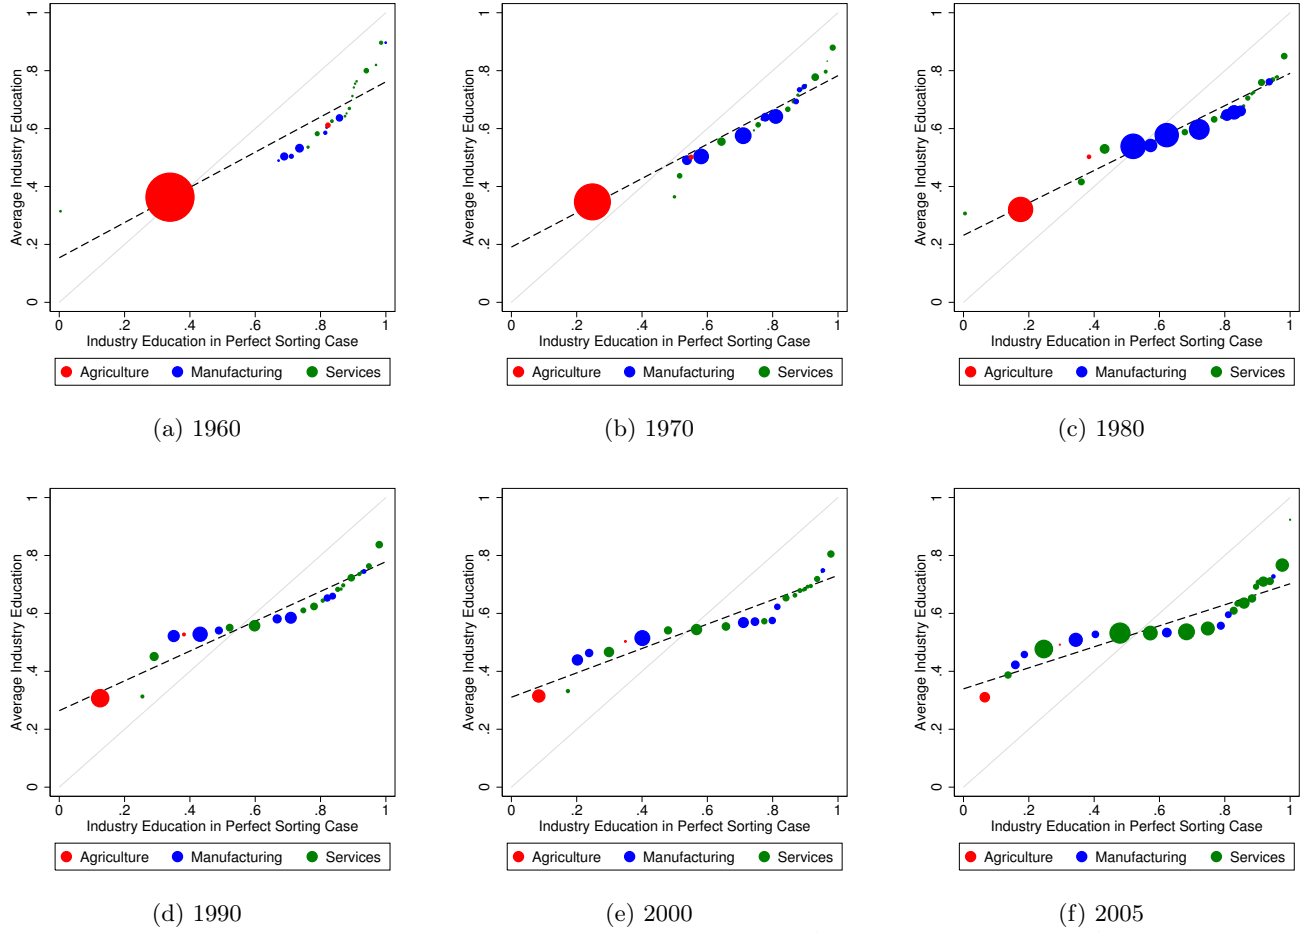 Average Industry Education
0 .2 .4 .6 .8 1
0 .2 .4 .6 .8 1
Industry Education in Perfect Sorting Case
Agriculture Manufacturing Services
(a) 1960
Average Industry Education
0 .2 .4 .6 .8 1
0 .2 .4 .6 .8 1
Industry Education in Perfect Sorting Case
Agriculture Manufacturing Services
(b) 1970
Average Industry Education
0 .2 .4 .6 .8 1
0 .2 .4 .6 .8 1
Industry Education in Perfect Sorting Case
Agriculture Manufacturing Services
(c) 1980
Average Industry Education
0 .2 .4 .6 .8 1
0 .2 .4 .6 .8 1
Industry Education in Perfect Sorting Case
Agriculture Manufacturing Services
(d) 1990
Average Industry Education
0 .2 .4 .6 .8 1
0 .2 .4 .6 .8 1
Industry Education in Perfect Sorting Case
Agriculture Manufacturing Services
(e) 2000
Average Industry Education
0 .2 .4 .6 .8 1
0 .2 .4 .6 .8 1
Industry Education in Perfect Sorting Case
Agriculture Manufacturing Services
(f) 2005